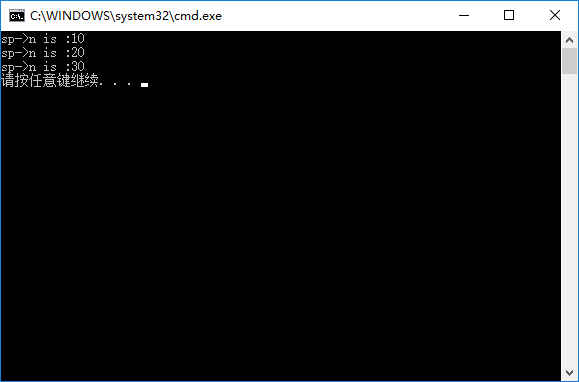 C:\WINDOWS\system32\cmd.exe
sp->n is :10
sp->n is :20
sp->n is :30
请按任意键继续. . .